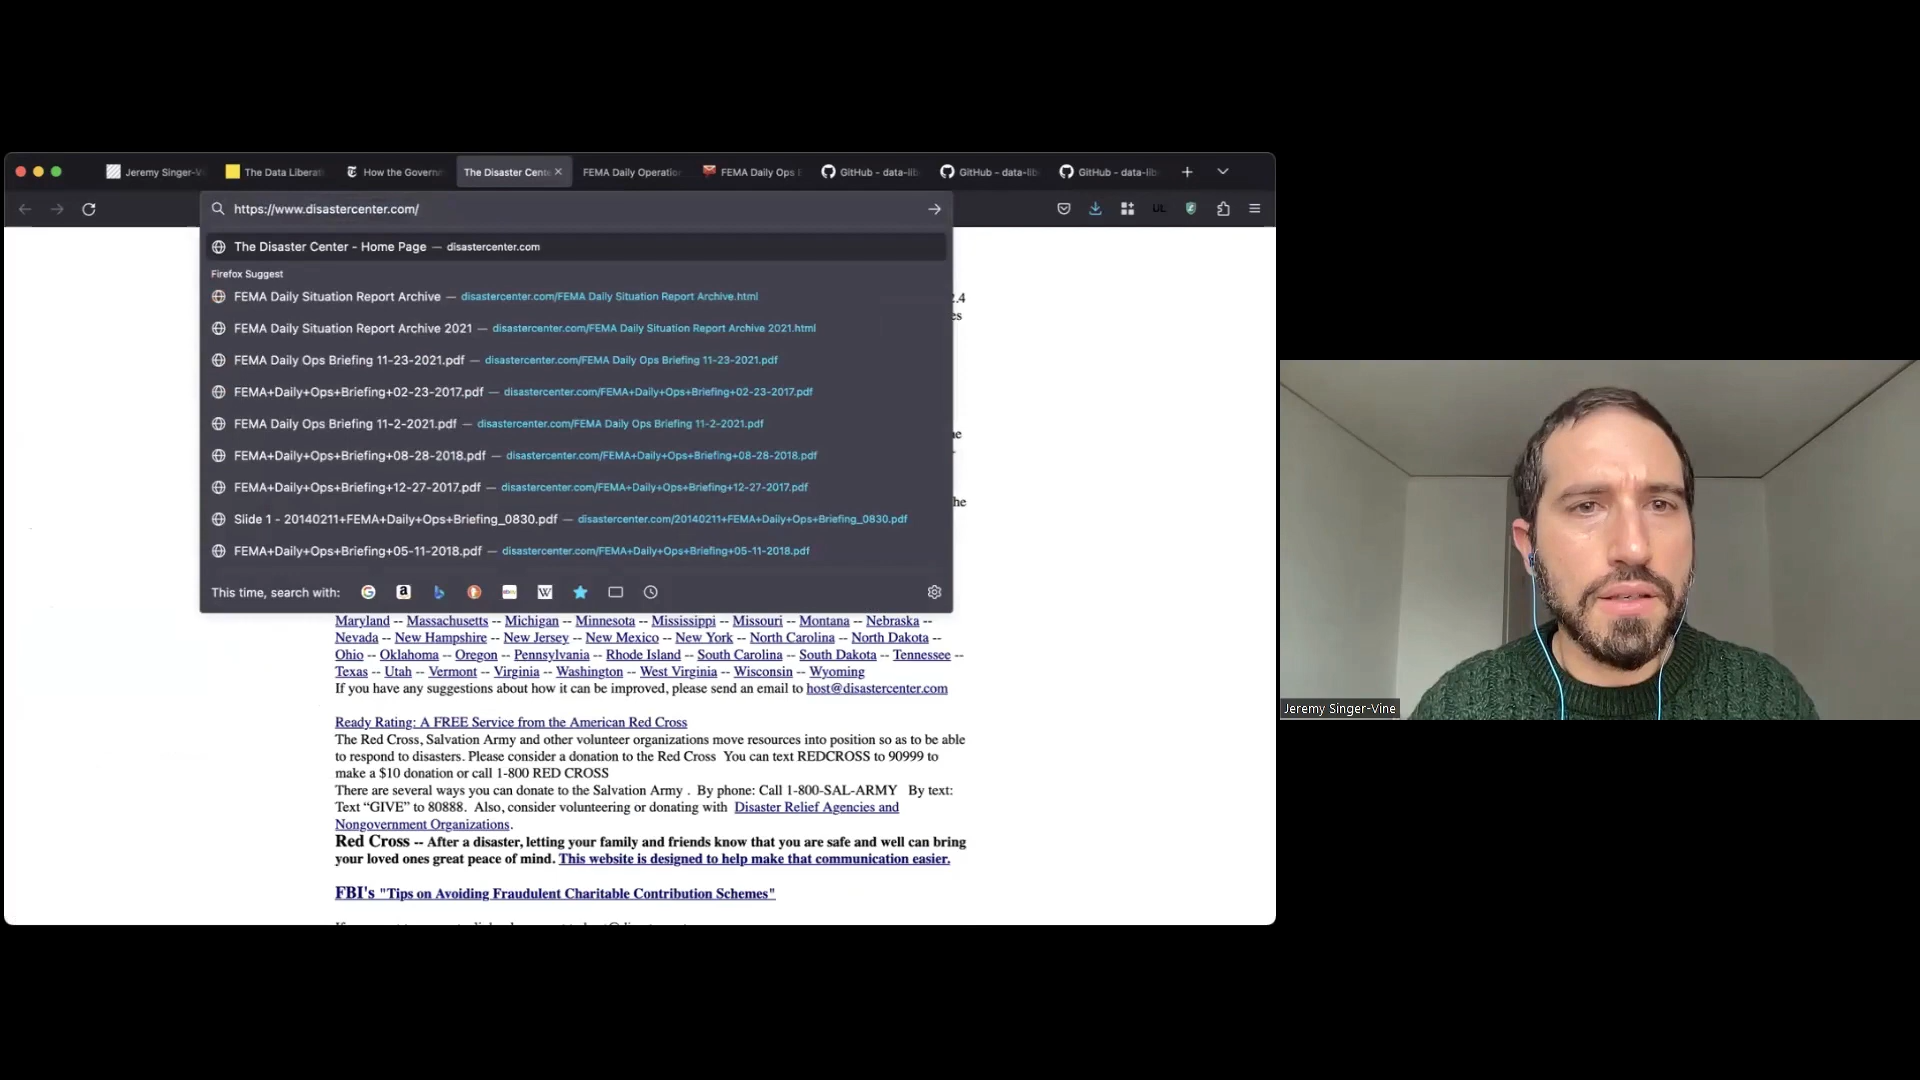 Jeremy Singer-V
The Data Liberat
How the Governm
The Disaster Cente
FEMA Daily Operation
FEMA Daily Ops B
GitHub - data-lib
GitHub - data-lib
GitHub - data-lib
https://www.disastercenter.com/
The Disaster Center - Home Page — disastercenter.com
Firefox Suggest
FEMA Daily Situation Report Archive — disastercenter.com/FEMA Daily Situation Report Archive.html
FEMA Daily Situation Report Archive 2021 — disastercenter.com/FEMA Daily Situation Report Archive 2021.html
FEMA Daily Ops Briefing 11-23-2021.pdf — disastercenter.com/FEMA Daily Ops Briefing 11-23-2021.pdf
FEMA+Daily+Ops+Briefing+02-23-2017.pdf — disastercenter.com/FEMA+Daily+Ops+Briefing+02-23-2017.pdf
FEMA Daily Ops Briefing 11-2-2021.pdf — disastercenter.com/FEMA Daily Ops Briefing 11-2-2021.pdf
FEMA+Daily+Ops+Briefing+08-28-2018.pdf — disastercenter.com/FEMA+Daily+Ops+Briefing+08-28-2018.pdf
FEMA+Daily+Ops+Briefing+12-27-2017.pdf — disastercenter.com/FEMA+Daily+Ops+Briefing+12-27-2017.pdf
Slide 1 - 20140211+FEMA+Daily+Ops+Briefing_0830.pdf — disastercenter.com/20140211+FEMA+Daily+Ops+Briefing_0830.pdf
FEMA+Daily+Ops+Briefing+05-11-2018.pdf — disastercenter.com/FEMA+Daily+Ops+Briefing+05-11-2018.pdf
This time, search with:
Maryland -- Massachusetts -- Michigan -- Minnesota -- Mississippi -- Missouri -- Montana -- Nebraska --
Nevada -- New Hampshire -- New Jersey -- New Mexico -- New York -- North Carolina -- North Dakota --
Ohio -- Oklahoma -- Oregon -- Pennsylvania -- Rhode Island -- South Carolina -- South Dakota -- Tennessee --
Texas -- Utah -- Vermont -- Virginia -- Washington -- West Virginia -- Wisconsin -- Wyoming
If you have any suggestions about how it can be improved, please send an email to host@disastercenter.com
Ready Rating: A FREE Service from the American Red Cross
The Red Cross, Salvation Army and other volunteer organizations move resources into position so as to be able
to respond to disasters. Please consider a donation to the Red Cross  You can text REDCROSS to 90999 to
make a $10 donation or call 1-800 RED CROSS
There are several ways you can donate to the Salvation Army .  By phone: Call 1-800-SAL-ARMY   By text:
Text “GIVE” to 80888.  Also, consider volunteering or donating with  Disaster Relief Agencies and
Nongovernment Organizations.
Red Cross -- After a disaster, letting your family and friends know that you are safe and well can bring
your loved ones great peace of mind. This website is designed to help make that communication easier.
FBI's "Tips on Avoiding Fraudulent Charitable Contribution Schemes"
Jeremy Singer-Vine